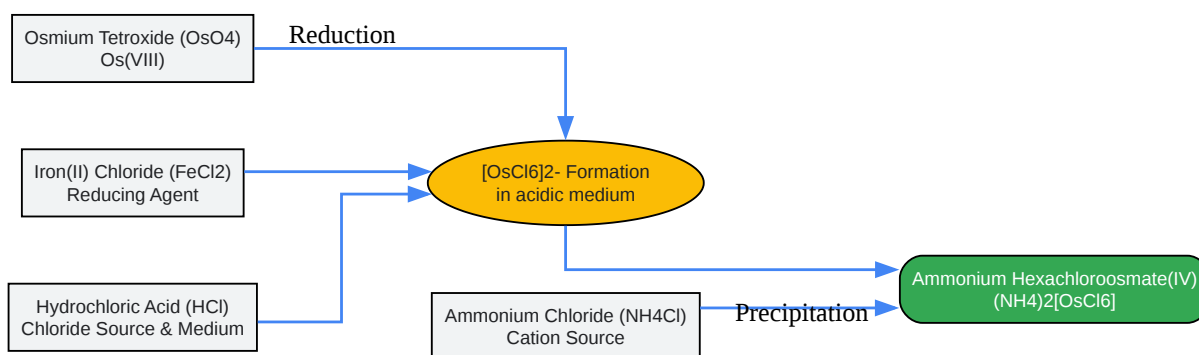 Osmium Tetroxide (OsO4)
Os(VIII)
Reduction
Iron(II) Chloride (FeCl2)
Reducing Agent
[OsCl6]2- Formation
in acidic medium
Hydrochloric Acid (HCl)
Chloride Source & Medium
Ammonium Chloride (NH4Cl)
Cation Source
Precipitation
Ammonium Hexachloroosmate(IV)
(NH4)2[OsCl6]